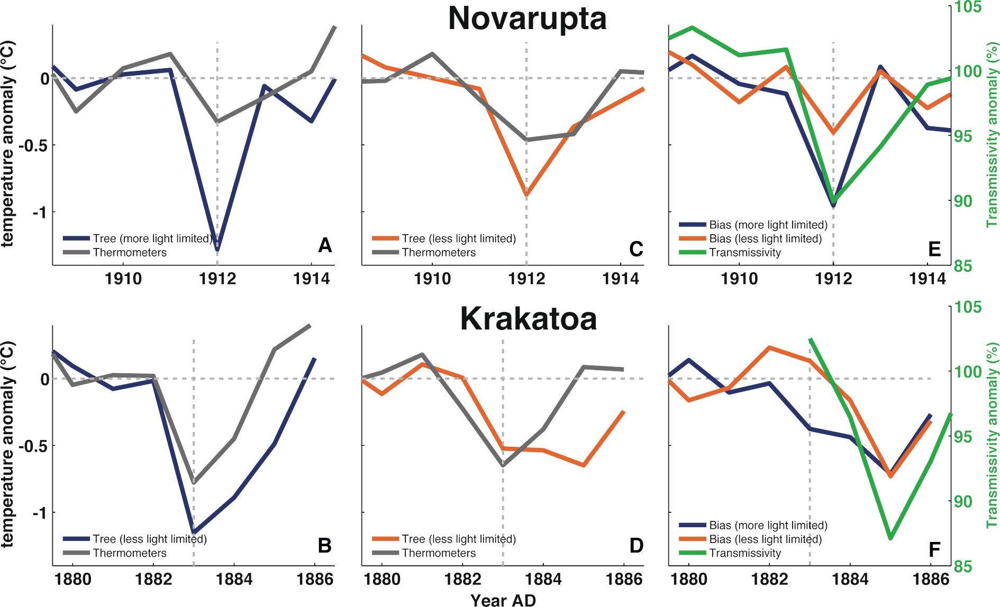 Novarupta
temperature anomaly (°C)
0
-0.5
-1
Tree (more light limited)
Thermometers
A
1910
1912
1914
Tree (less light limited)
Thermometers
C
1910
1912
1914
105
100
95
90
85
Transmissivity anomaly (%)
Bias (more light limited)
Bias (less light limited)
Transmissivity
E
1910
1912
1914
Krakatoa
temperature anomaly (°C)
0
-0.5
-1
Tree (less light limited)
Thermometers
B
1880
1882
1884
1886
Tree (less light limited)
Thermometers
D
1880
1882
1884
1886
Year AD
105
100
95
90
85
Transmissivity anomaly (%)
Bias (more light limited)
Bias (less light limited)
Transmissivity
F
1880
1882
1884
1886